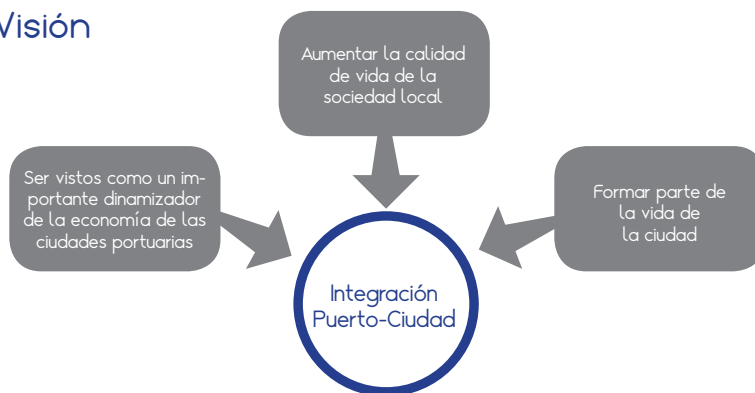 Visión
Aumentar la calidad
de vida de la
sociedad local
Ser vistos como un im-
portante dinamizador
de la economía de las
ciudades portuarias
Formar parte de
la vida de
la ciudad
Integración
Puerto-Ciudad